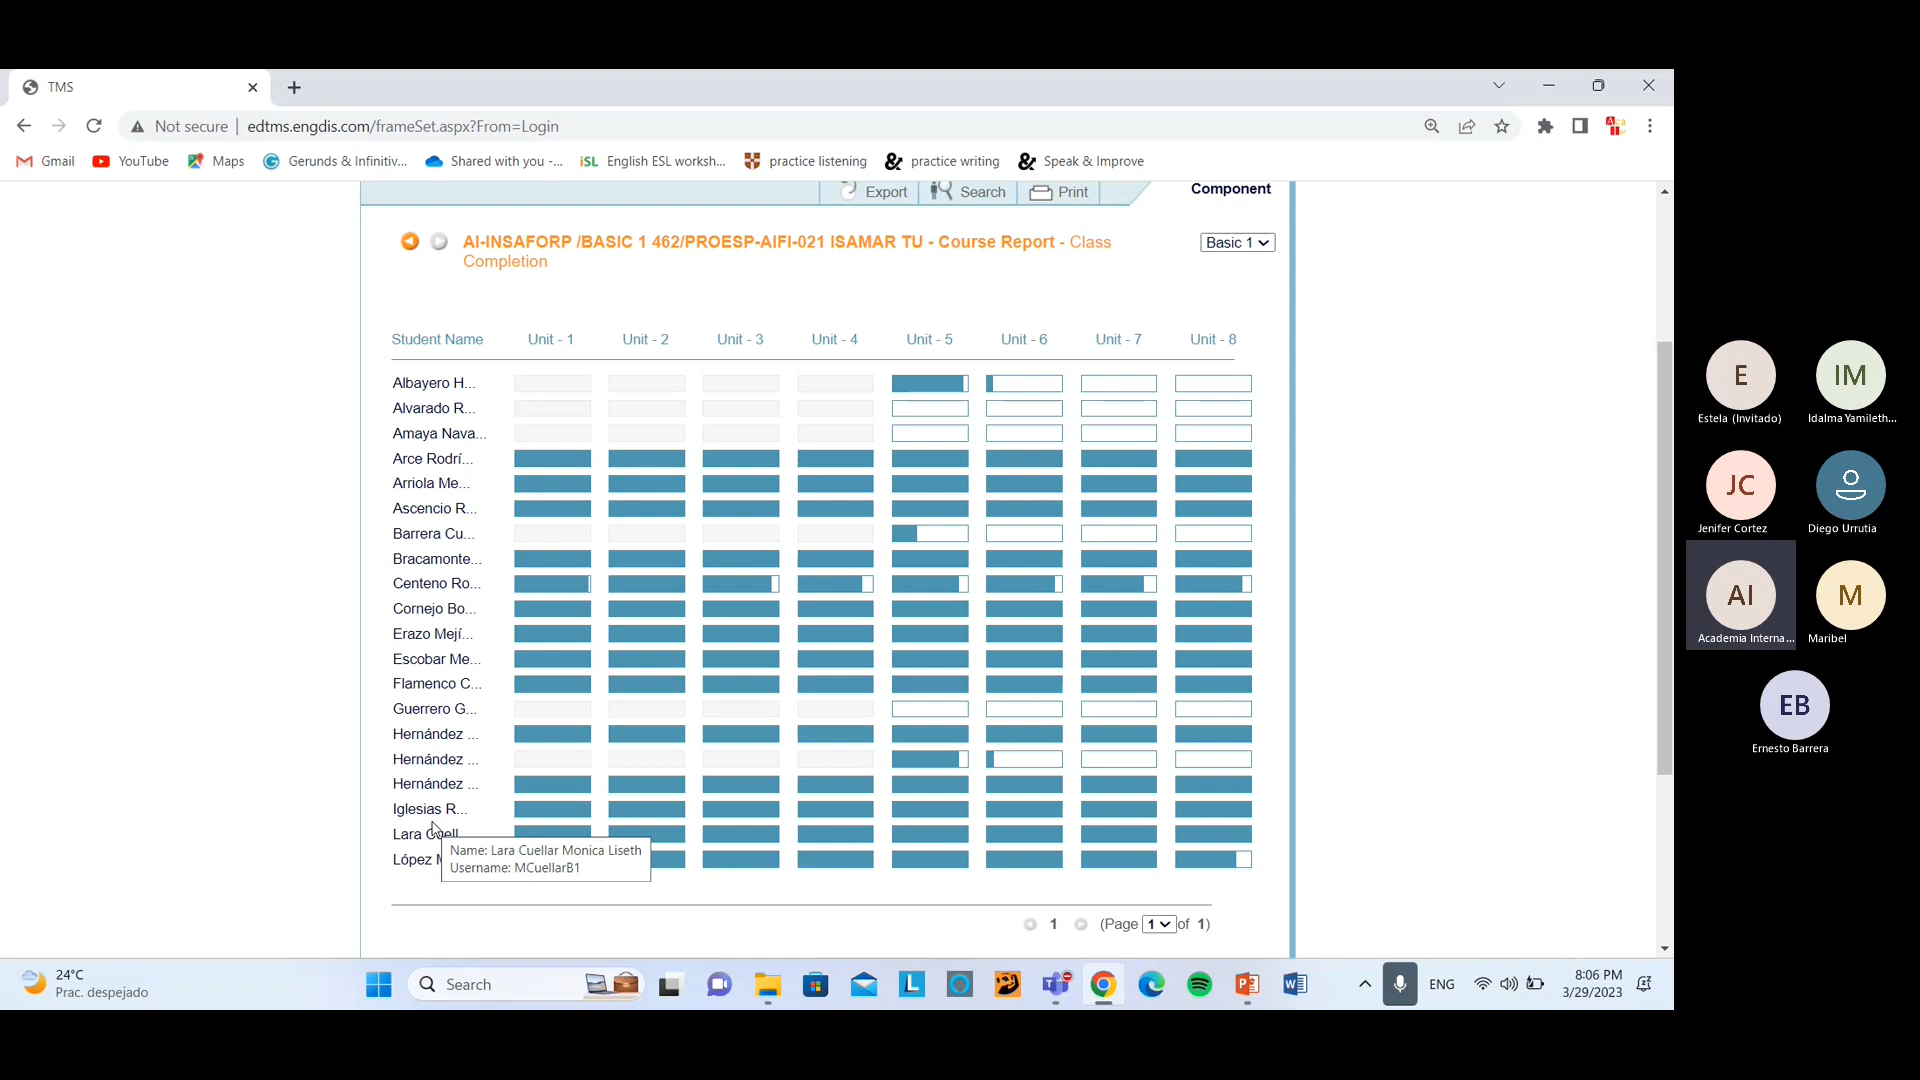 TMS
Not secure
edtms.engdis.com/frameSet.aspx?From=Login
Gmail
YouTube
Maps
Gerunds & Infinitiv...
Shared with you -...
iSL
English ESL worksh...
practice listening
practice writing
Speak & Improve
Export
Search
Print
Component
AI-INSAFORP /BASIC 1 462/PROESP-AIFI-021 ISAMAR TU - Course Report - Class
Completion
Basic 1
Student Name Unit - 1 Unit - 2 Unit - 3 Unit - 4 Unit - 5 Unit - 6 Unit - 7 Unit - 8
Albayero H...
Alvarado R...
Amaya Nava...
Arce Rodrí...
Arriola Me...
Ascencio R...
Barrera Cu...
Bracamonte...
Centeno Ro...
Cornejo Bo...
Erazo Mejí...
Escobar Me...
Flamenco C...
Guerrero G...
Hernández ...
Hernández ...
Hernández ...
Iglesias R...
Lara Cuell
López
Name: Lara Cuellar Monica Liseth
Username: MCuellarB1
1 (Page 1 of 1)
E
Estela (Invitado)
IM
Idalma Yamileth...
JC
Jenifer Cortez
Diego Urrutia
AI
Academia Interna...
M
Maribel
EB
Ernesto Barrera
24°C
Prac. despejado
Search
L
ENG
8:06 PM
3/29/2023